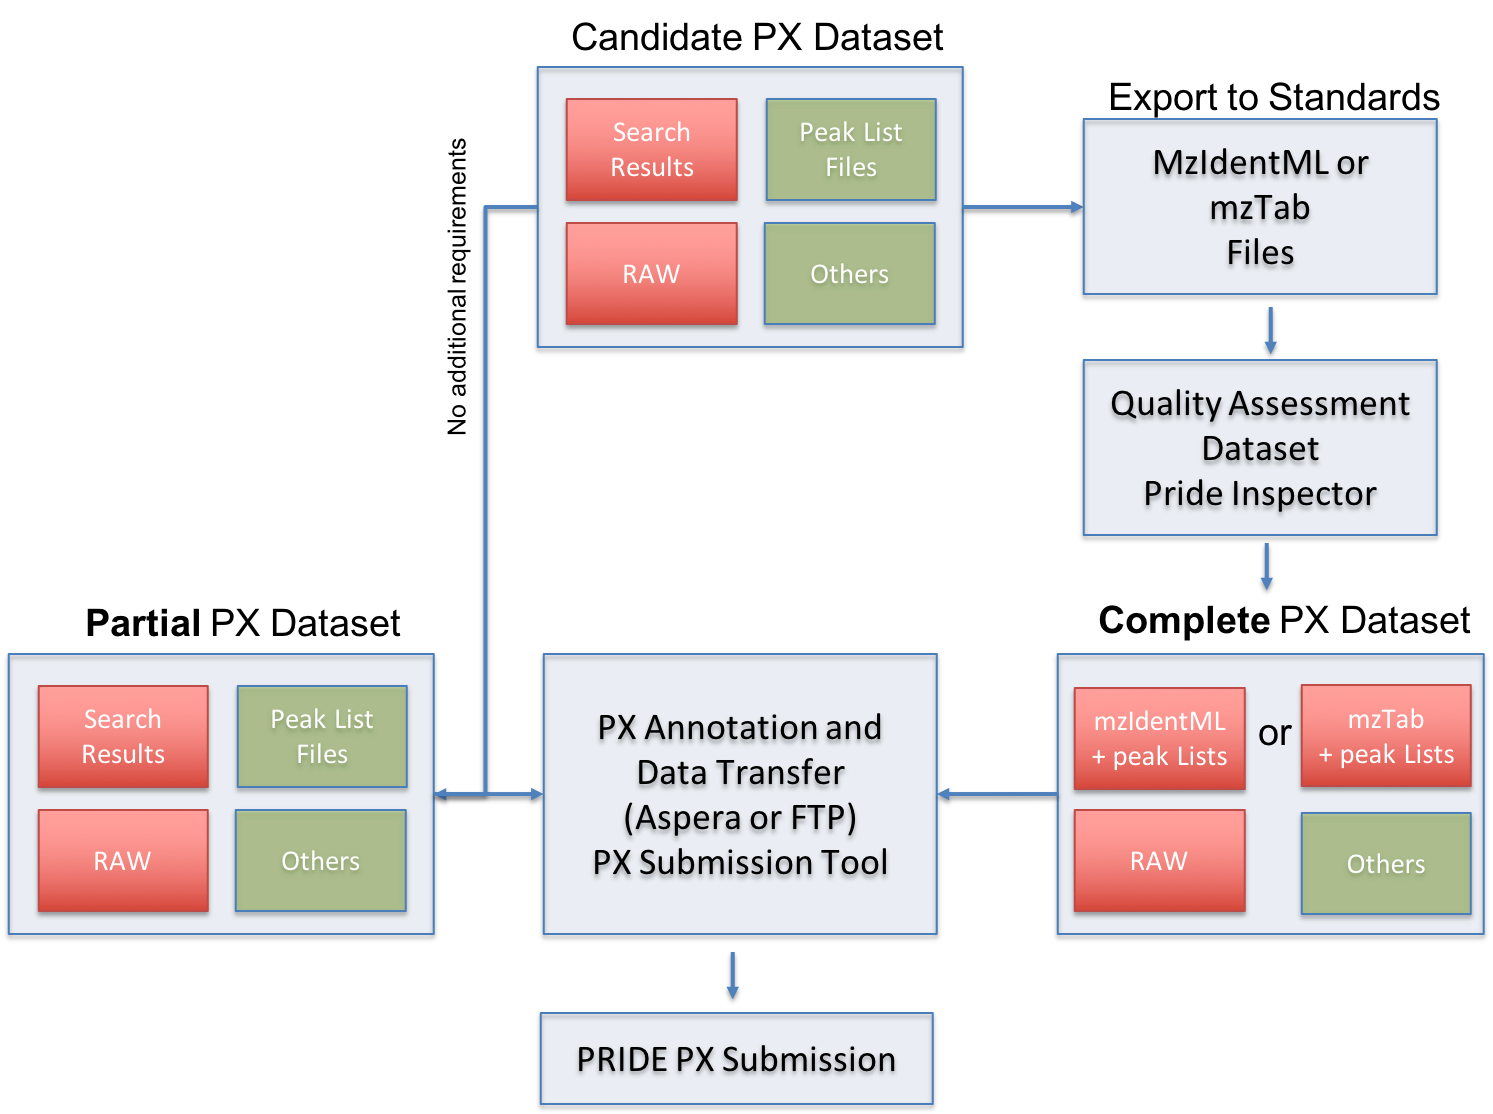 Candidate PX Dataset
Search
Results
Peak List
Files
RAW
Others
No additional requirements
Export to Standards
MzIdentML or
mzTab
Files
Quality Assessment
Dataset
Pride Inspector
Partial PX Dataset
Search
Results
Peak List
Files
RAW
Others
PX Annotation and
Data Transfer
(Aspera or FTP)
PX Submission Tool
Complete PX Dataset
mzIdentML
+ peak Lists
or
mzTab
+ peak Lists
RAW
Others
PRIDE PX Submission